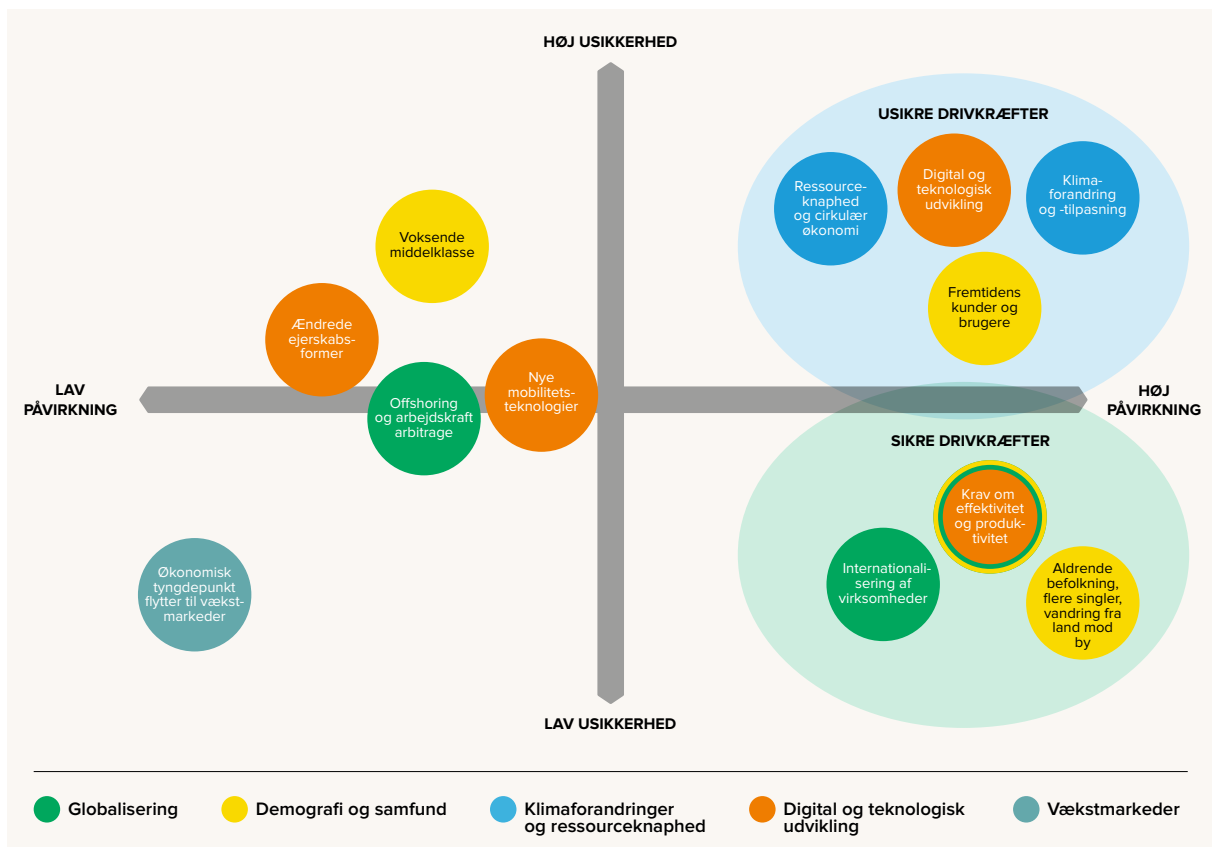 HØJ USIKKERHED
USIKRE DRIVKRÆFTER
Ressource-
knaphed
og cirkulær
økonomi
Digital og
teknologisk
udvikling
Klima-
forandring
og -tilpasning
Fremtidens
kunder og
brugere
Voksende
middelklasse
Ændrede
ejerskabs-
former
Offshoring
og arbejdskraft
arbitrage
Nye
mobilitets-
teknologier
LAV
PÅVIRKNING
HØJ
PÅVIRKNING
SIKRE DRIVKRÆFTER
Krav om
effektivitet
og produk-
tivitet
Internationali-
sering af
virksomheder
Aldrende
befolkning,
flere singler,
vandring fra
land mod
by
Økonomisk
tyngdepunkt
flytter til vækst-
markeder
LAV USIKKERHED
Globalisering
Demografi og samfund
Klimaforandringer
og ressourceknaphed
Digital og teknologisk
udvikling
Vækstmarkeder